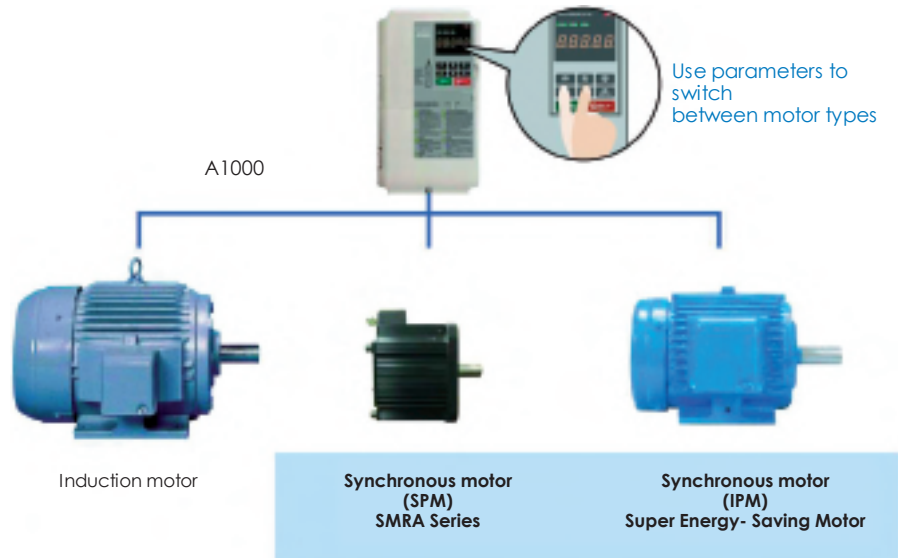 Use parameters to
switch
between motor types
A1000
Induction motor
Synchronous motor
(SPM)
SMRA Series
Synchronous motor
(IPM)
Super Energy- Saving Motor